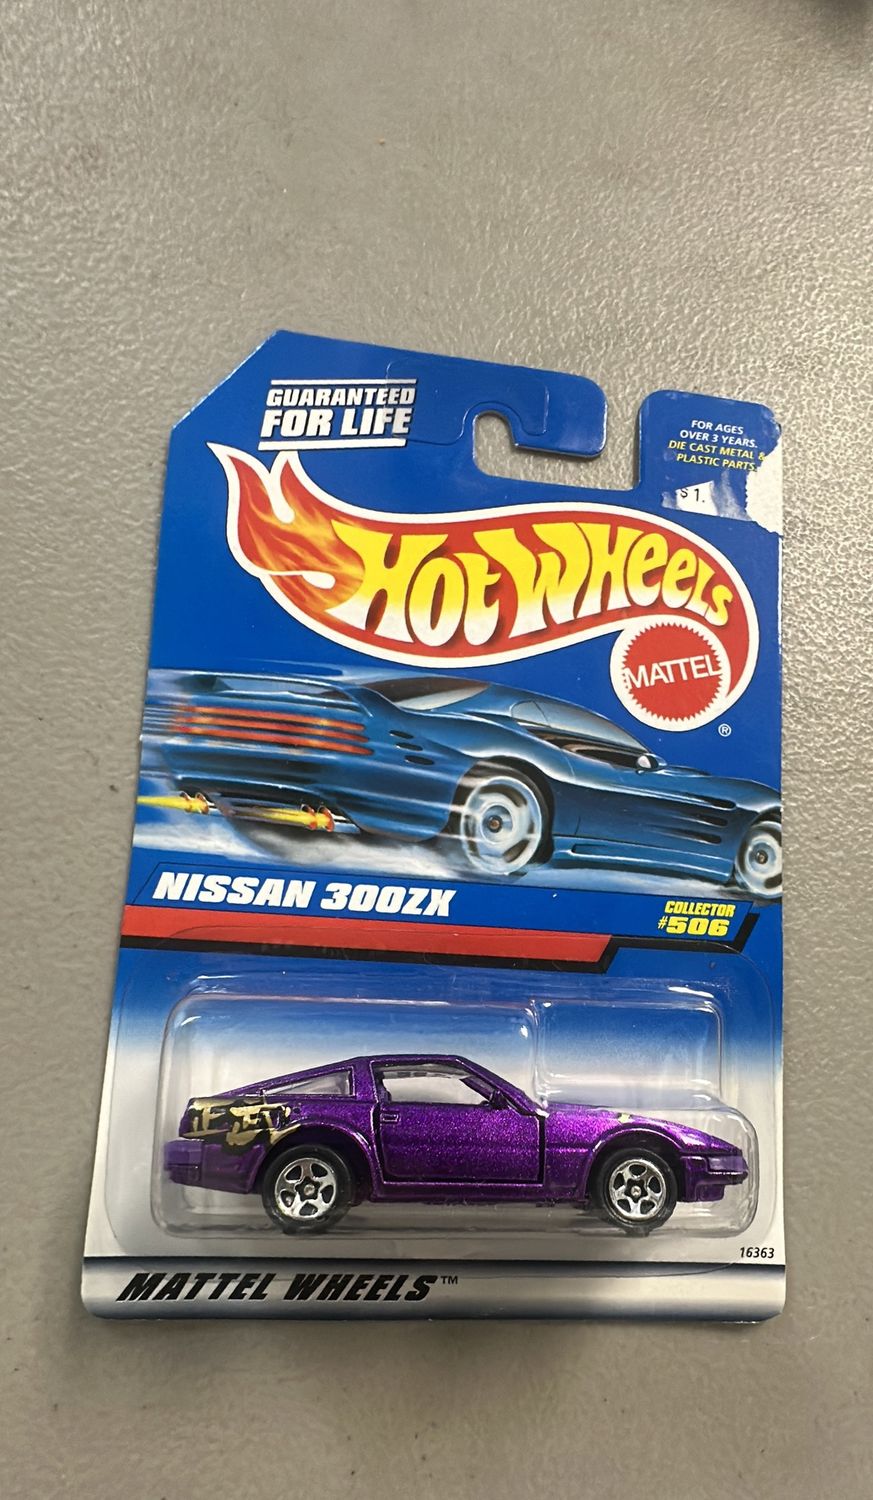 GUARANTEED
FOR LIFE
FOR AGES
OVER 3 YEARS.
DIE CAST METAL &
PLASTIC PARTS.
$1.
HOT WHEELS
MATTEL
®
NISSAN 300ZX
COLLECTOR
#506
16363
MATTEL WHEELS™